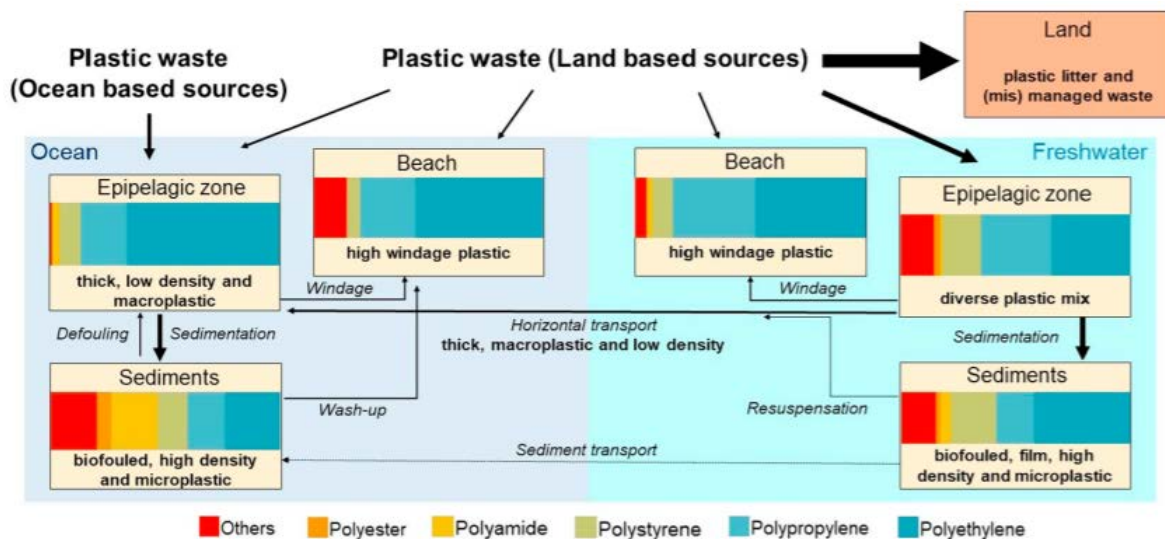 Plastic waste
(Ocean based sources)
Plastic waste (Land based sources)
Land
plastic litter and
(mis) managed waste
Ocean
Freshwater
Epipelagic zone
thick, low density and
macroplastic
Beach
high windage plastic
Beach
high windage plastic
Epipelagic zone
diverse plastic mix
Windage
Windage
Defouling
Sedimentation
Horizontal transport
thick, macroplastic and low density
Sedimentation
Sediments
biofouled, high density
and microplastic
Wash-up
Resuspensation
Sediment transport
Sediments
biofouled, film, high
density and microplastic
Others
Polyester
Polyamide
Polystyrene
Polypropylene
Polyethylene